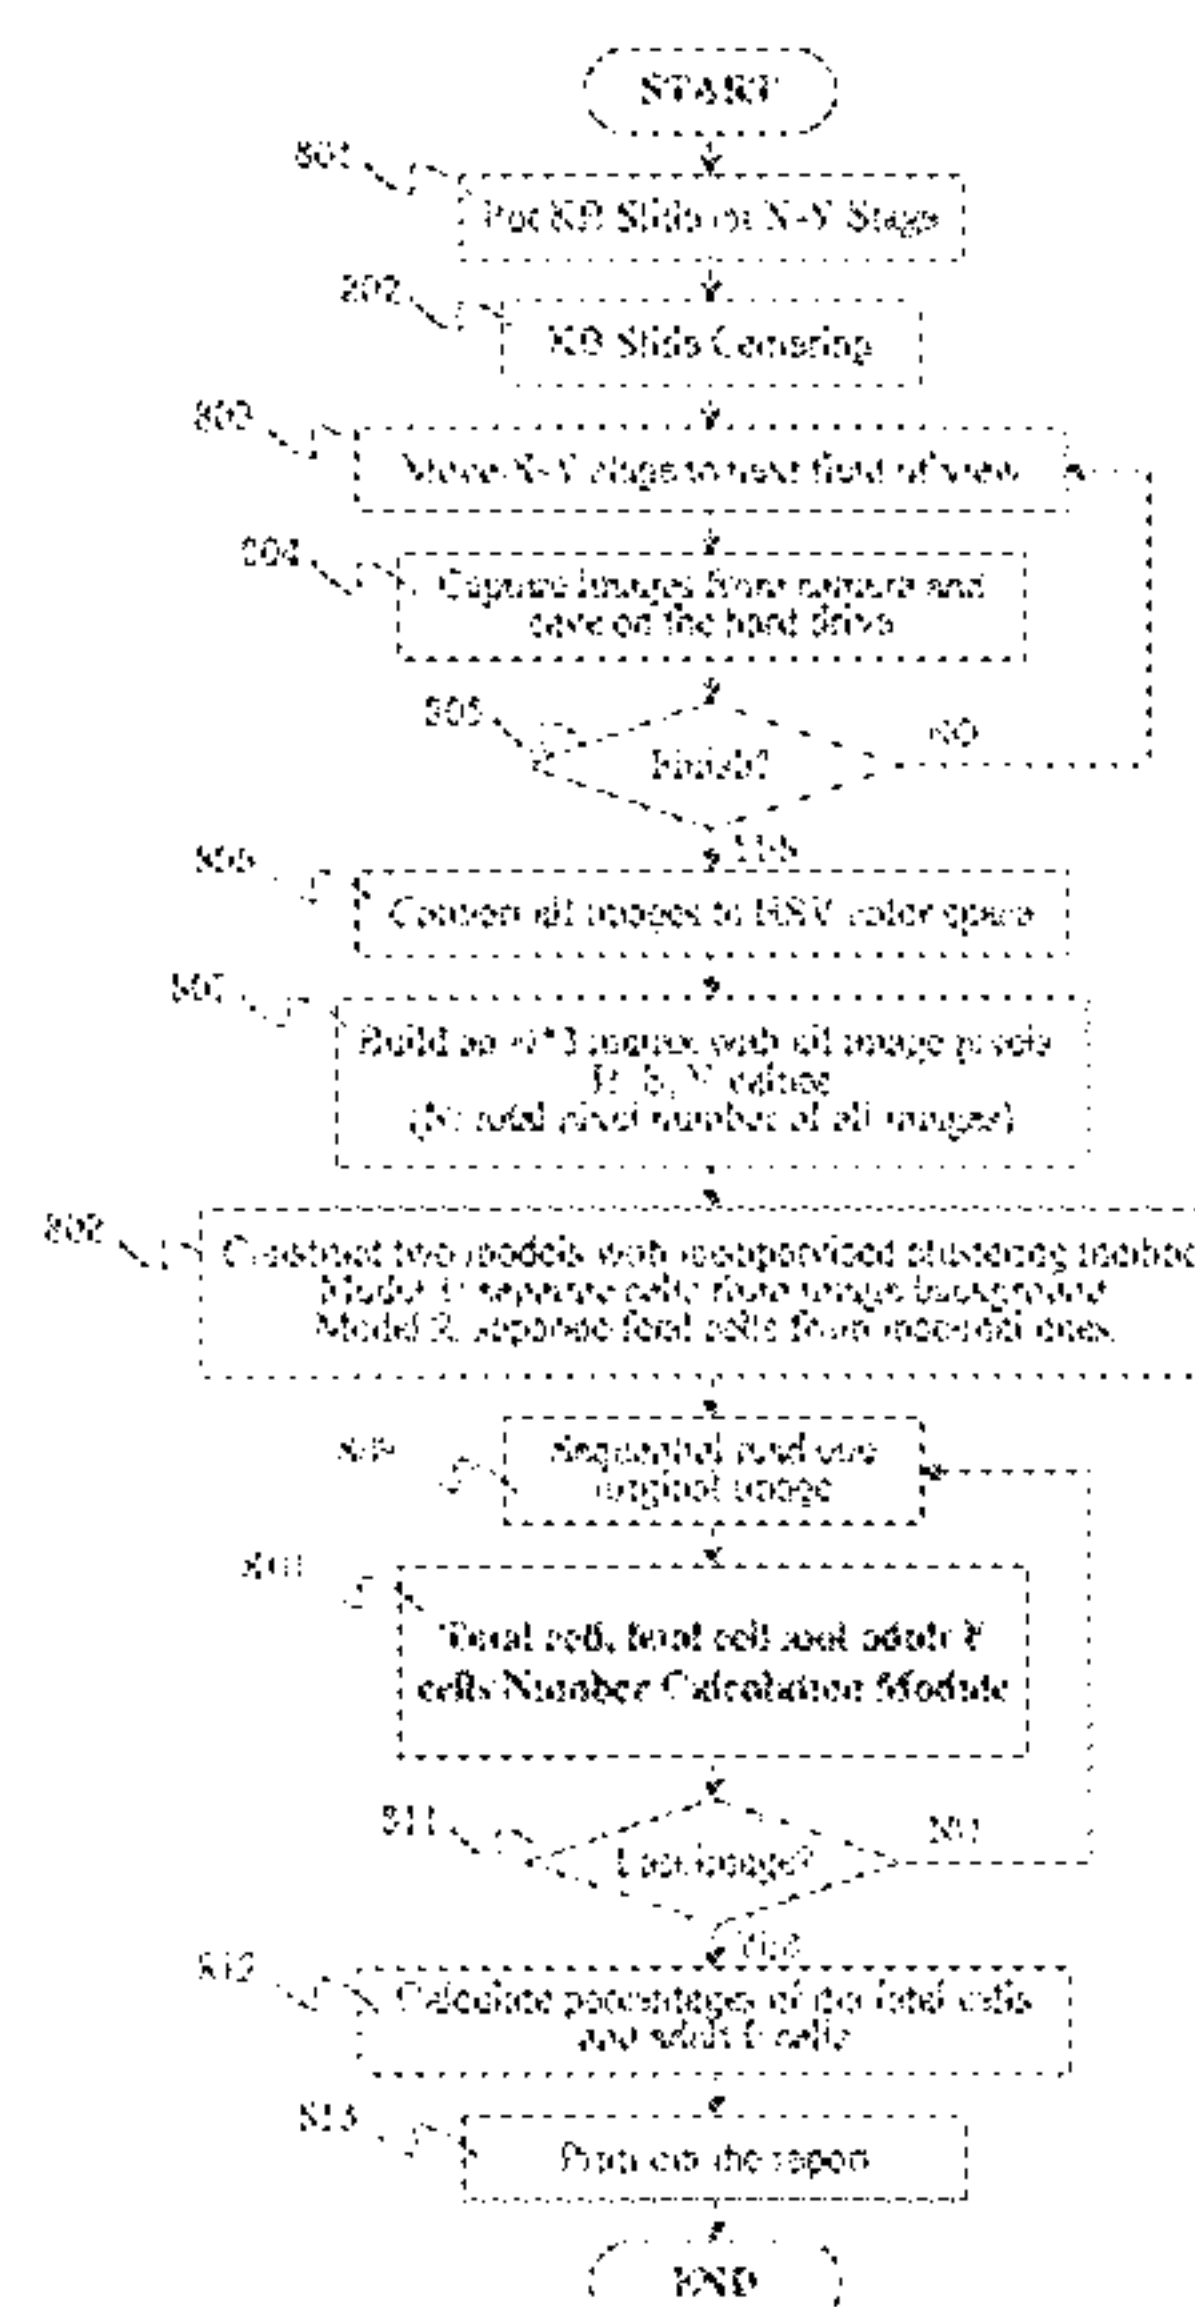 START
801
Put KB Slide on X-Y Stage
802
KB Slide Centering
803
Move X-Y stage to next field of view
804
Capture images from camera and
save on the hard drive
805
Finish?
NO
YES
806
Convert all images to HSV color space
807
Build an N*3 matrix with all image pixels
H, S, V values
(N: total pixel number of all images)
808
Construct two models with unsupervised clustering method
Model 1: separate cells from image background
Model 2: separate fetal cells from maternal ones.
809
Sequential read one
original image
810
Total cell, fetal cell and adult F
cells Number Calculation Module
811
Last image?
NO
YES
812
Calculate percentages of the fetal cells
and adult F cells
813
Print out the report
END